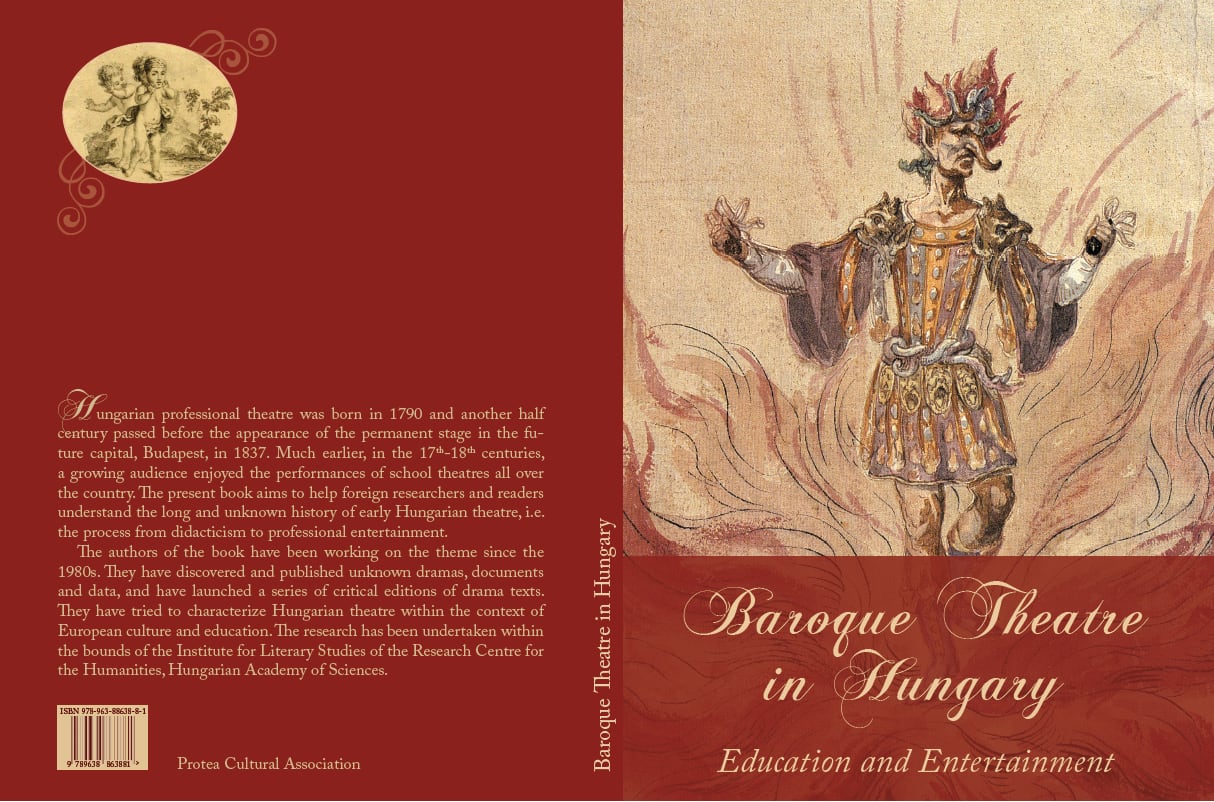 Hungarian professional theatre was born in 1790 and another half
century passed before the appearance of the permanent stage in the fu-
ture capital, Budapest, in 1837. Much earlier, in the 17th-18th centuries,
a growing audience enjoyed the performances of school theatres all over
the country. The present book aims to help foreign researchers and readers
understand the long and unknown history of early Hungarian theatre, i.e.
the process from didacticism to professional entertainment.
The authors of the book have been working on the theme since the
1980s. They have discovered and published unknown dramas, documents
and data, and have launched a series of critical editions of drama texts.
They have tried to characterize Hungarian theatre within the context of
European culture and education. The research has been undertaken within
the bounds of the Institute for Literary Studies of the Research Centre for
the Humanities, Hungarian Academy of Sciences.
ISBN 978-963-88638-8-1
9 789638 863881 >
Protea Cultural Association
Baroque Theatre in Hungary
Baroque Theatre
in Hungary
Education and Entertainment